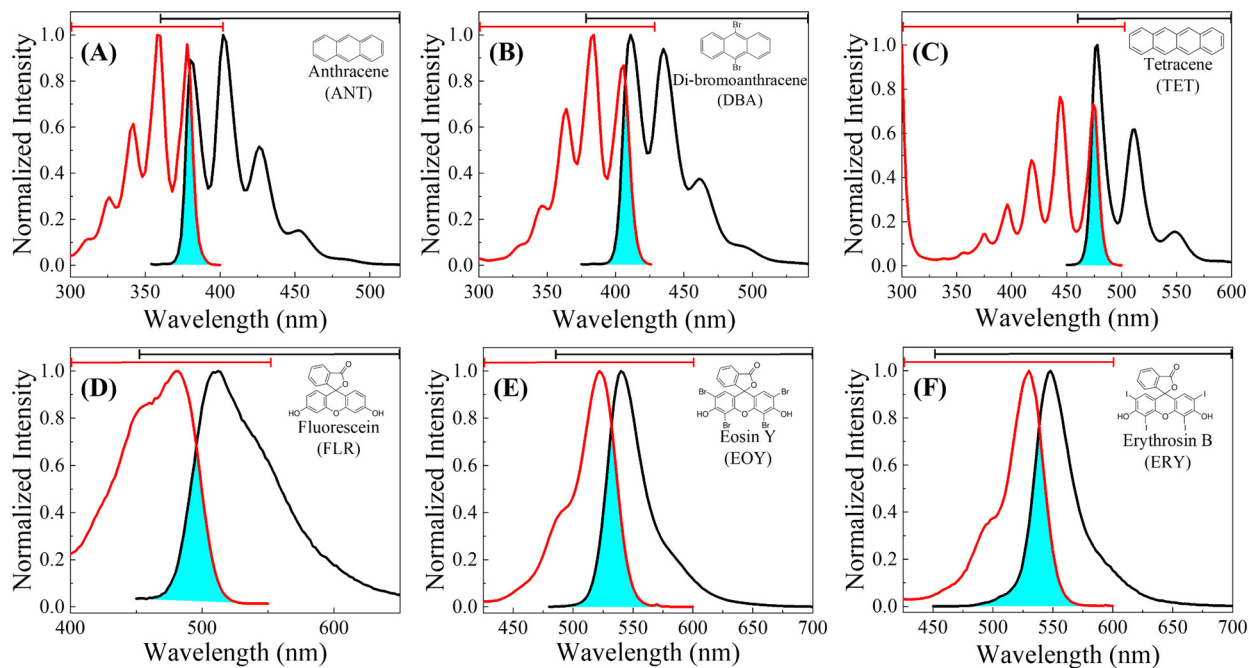 (A)
Anthracene
(ANT)
Normalized Intensity
1.0
0.8
0.6
0.4
0.2
0.0
300 350 400 450 500
Wavelength (nm)
(B)
Br
Br
Di-bromoanthracene
(DBA)
Normalized Intensity
1.0
0.8
0.6
0.4
0.2
0.0
300 350 400 450 500
Wavelength (nm)
(C)
Tetracene
(TET)
Normalized Intensity
1.0
0.8
0.6
0.4
0.2
0.0
300 350 400 450 500 550 600
Wavelength (nm)
(D)
O
O
HO O OH
Fluorescein
(FLR)
Normalized Intensity
1.0
0.8
0.6
0.4
0.2
0.0
400 500 600
Wavelength (nm)
(E)
O
O
Br Br
HO O OH
Br Br
Eosin Y
(EOY)
Normalized Intensity
1.0
0.8
0.6
0.4
0.2
0.0
450 500 550 600 650 700
Wavelength (nm)
(F)
O
O
I I
HO O OH
I I
Erythrosin B
(ERY)
Normalized Intensity
1.0
0.8
0.6
0.4
0.2
0.0
450 500 550 600 650 700
Wavelength (nm)